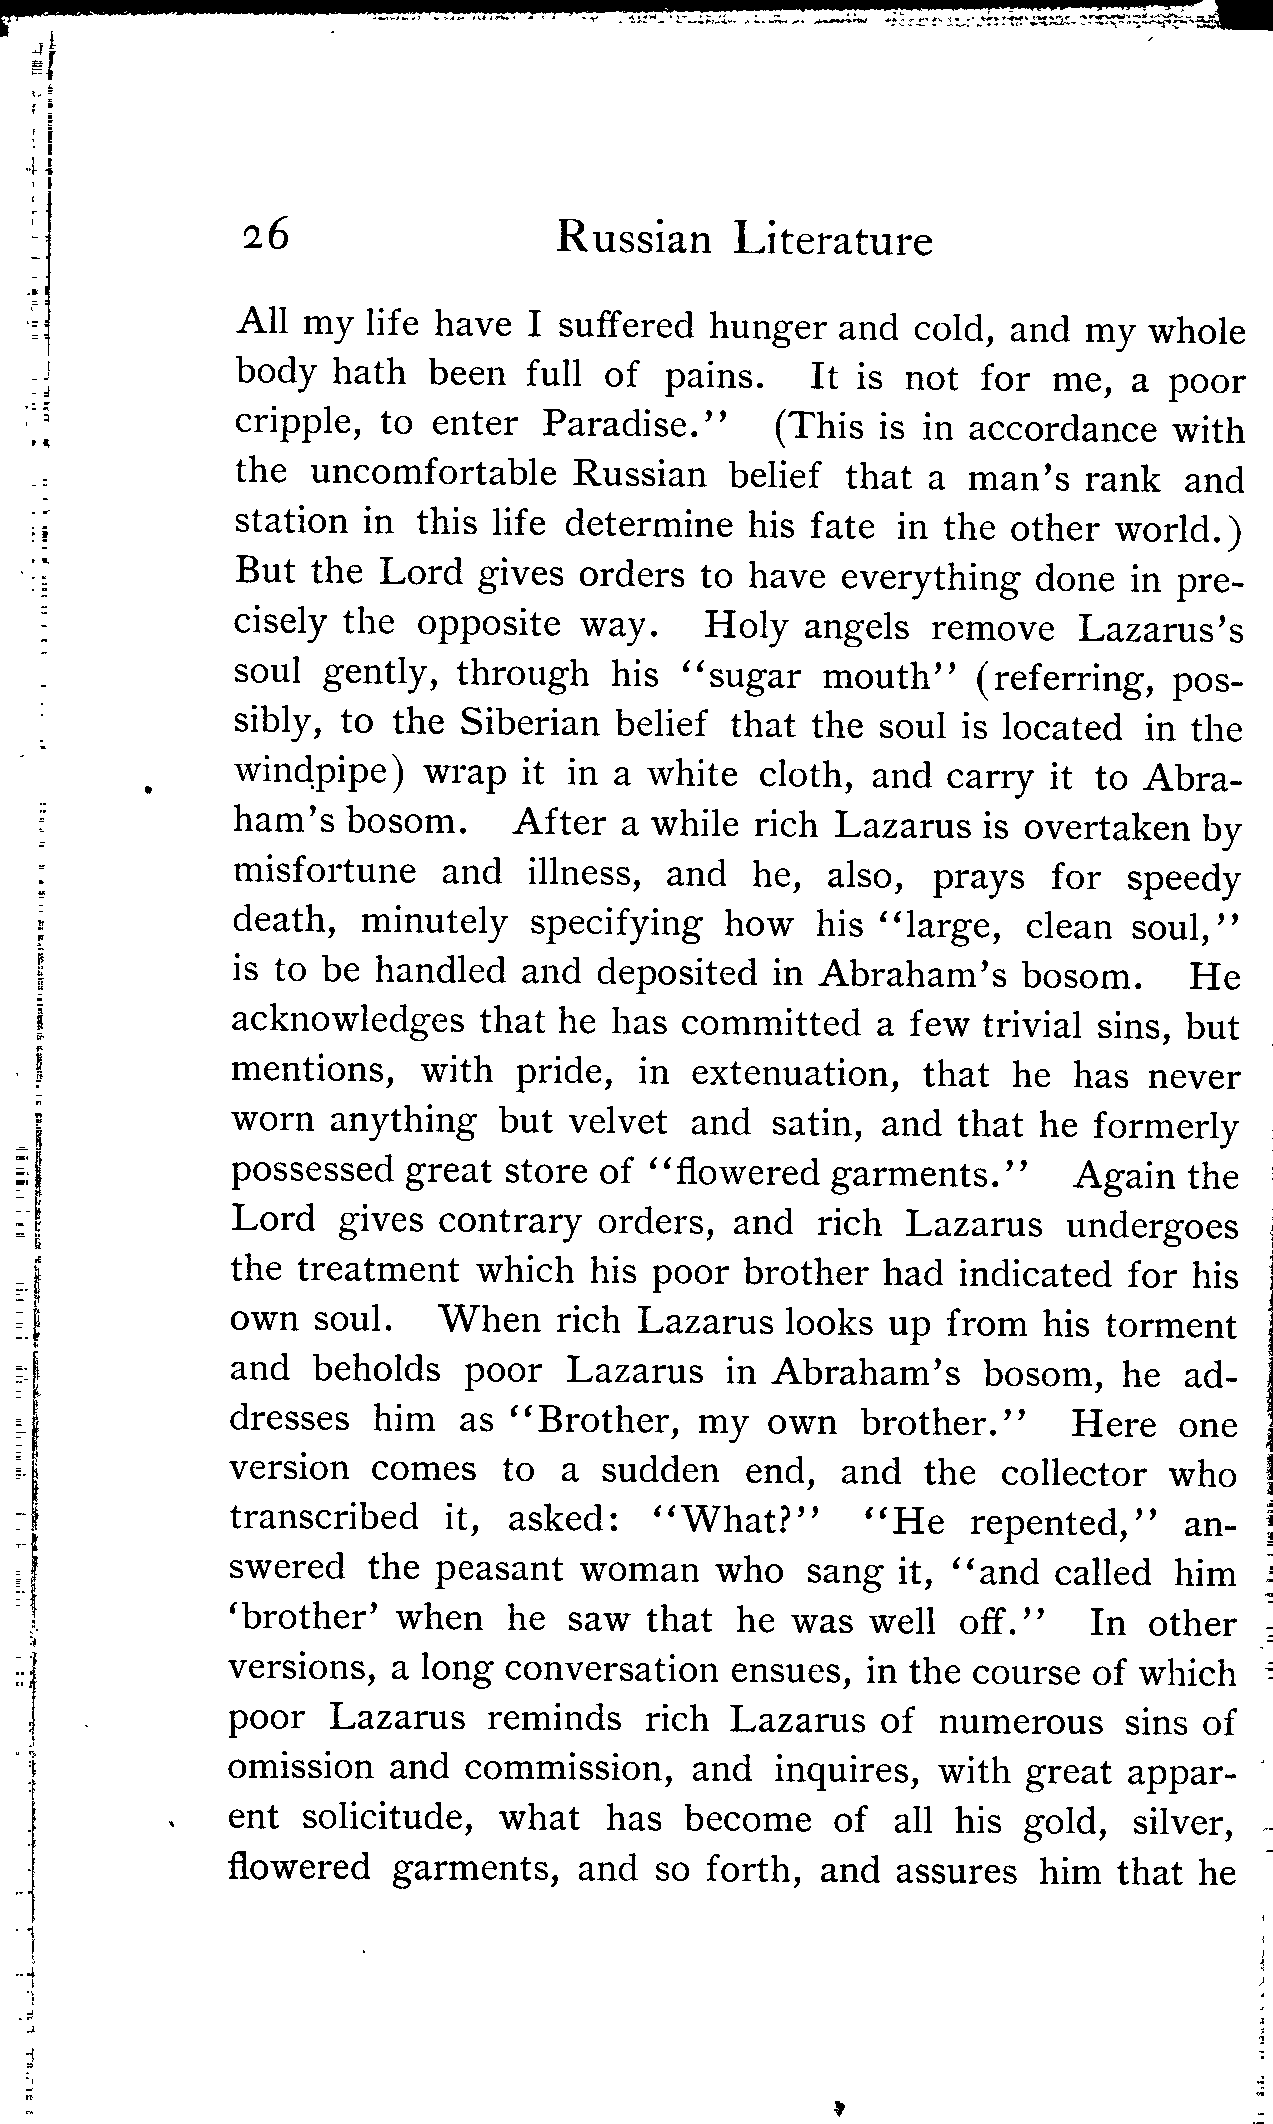 26 Russian Literature
All my life have I suffered hunger and cold, and my whole
body hath been full of pains. It is not for me, a poor
cripple, to enter Paradise." (This is in accordance with
the uncomfortable Russian belief that a man's rank and
station in this life determine his fate in the other world.)
But the Lord gives orders to have everything done in pre-
cisely the opposite way. Holy angels remove Lazarus's
soul gently, through his "sugar mouth" (referring, pos-
sibly, to the Siberian belief that the soul is located in the
windpipe) wrap it in a white cloth, and carry it to Abra-
ham's bosom. After a while rich Lazarus is overtaken by
misfortune and illness, and he, also, prays for speedy
death, minutely specifying how his "large, clean soul,"
is to be handled and deposited in Abraham's bosom. He
acknowledges that he has committed a few trivial sins, but
mentions, with pride, in extenuation, that he has never
worn anything but velvet and satin, and that he formerly
possessed great store of "flowered garments." Again the
Lord gives contrary orders, and rich Lazarus undergoes
the treatment which his poor brother had indicated for his
own soul. When rich Lazarus looks up from his torment
and beholds poor Lazarus in Abraham's bosom, he ad-
dresses him as "Brother, my own brother." Here one
version comes to a sudden end, and the collector who
transcribed it, asked: "What?" "He repented," an-
swered the peasant woman who sang it, "and called him
'brother' when he saw that he was well off." In other
versions, a long conversation ensues, in the course of which
poor Lazarus reminds rich Lazarus of numerous sins of
omission and commission, and inquires, with great appar-
ent solicitude, what has become of all his gold, silver,
flowered garments, and so forth, and assures him that he